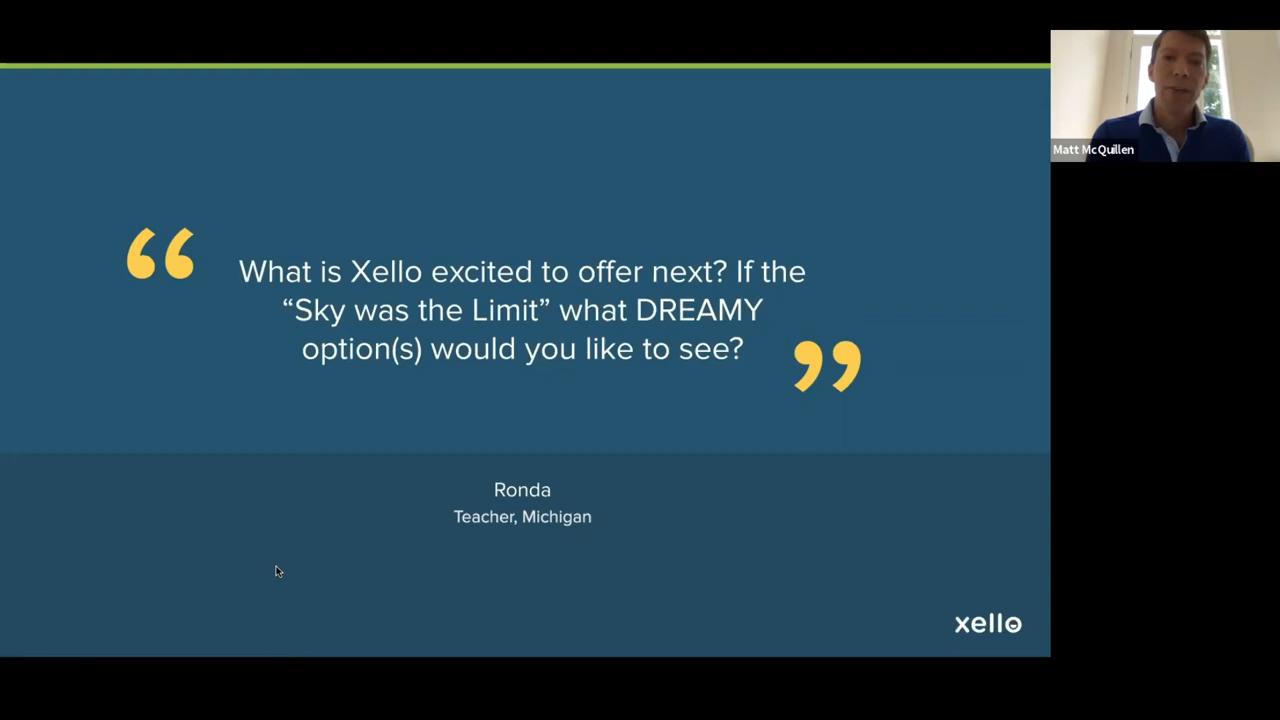 Matt McQuillen
“
What is Xello excited to offer next? If the
“Sky was the Limit” what DREAMY
option(s) would you like to see?
”
Ronda
Teacher, Michigan
xello